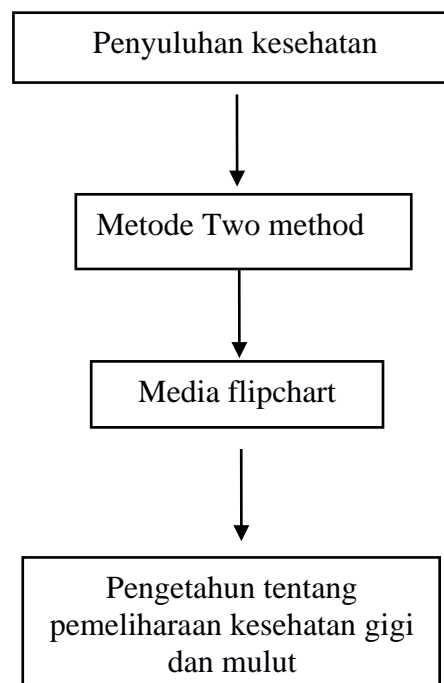 Penyuluhan kesehatan
Metode Two method
Media flipchart
Pengetahun tentang
pemeliharaan kesehatan gigi
dan mulut